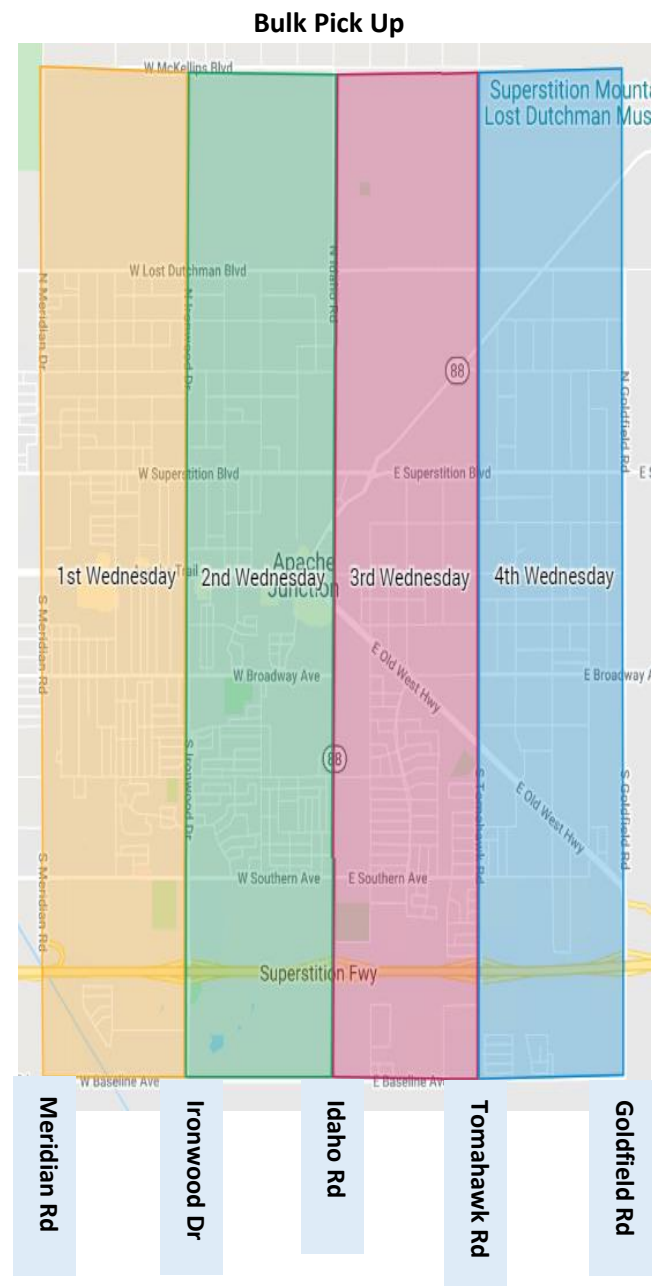 Bulk Pick Up
W McKellips Blvd
Superstition Mounta
Lost Dutchman Mus
W Lost Dutchman Blvd
N Idaho Rd
N Meridian Dr
N Ironwood Dr
88
N Goldfield Rd
W Superstition Blvd
E Superstition Blvd
E S
Apache
Junction
1st Wednesday
Trail
2nd Wednesday
3rd Wednesday
4th Wednesday
S Meridian Rd
W Broadway Ave
E Old West Hwy
E Broadway A
S Ironwood Dr
88
S Tomahawk Rd
E Old West Hwy
S Goldfield Rd
S Meridian Rd
W Southern Ave
E Southern Ave
Superstition Fwy
W Baseline Ave
E Baseline Av
Meridian Rd
Ironwood Dr
Idaho Rd
Tomahawk Rd
Goldfield Rd